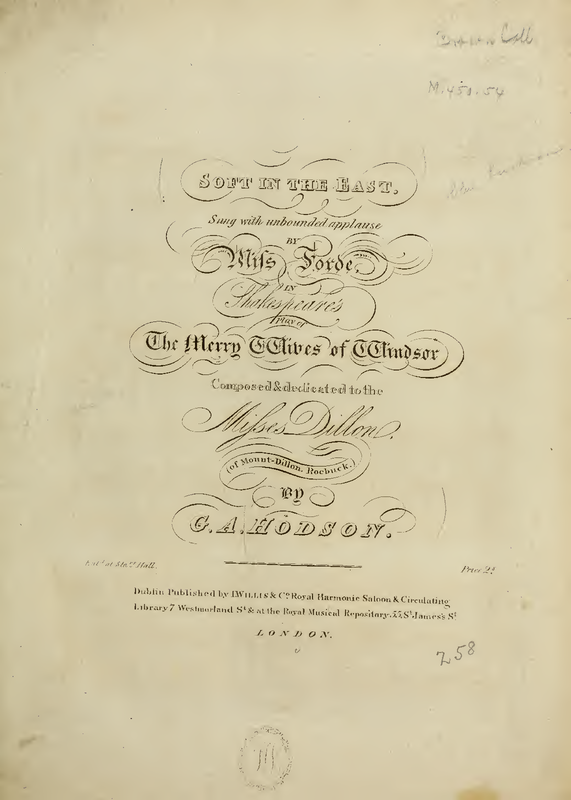 Brown Coll
M.451.54
SOFT IN THE EAST.
Sung with unbounded applause
BY
Miſs Forde,
IN
Shakespeare's
PLAY of
The Merry Wives of Windsor
Composed & dedicated to the
Miſses Dillon.
(of Mount-Dillon, Roebuck.)
By
G.A. HODSON.
Ent.d at Sta.rs Hall. Price
Dublin Published by I. WILLIS & Co. Royal Harmonic Saloon & Circulating
Library 7 Westmorland St. & at the Royal Musical Repository, 55 St. James's St.
LONDON.
258